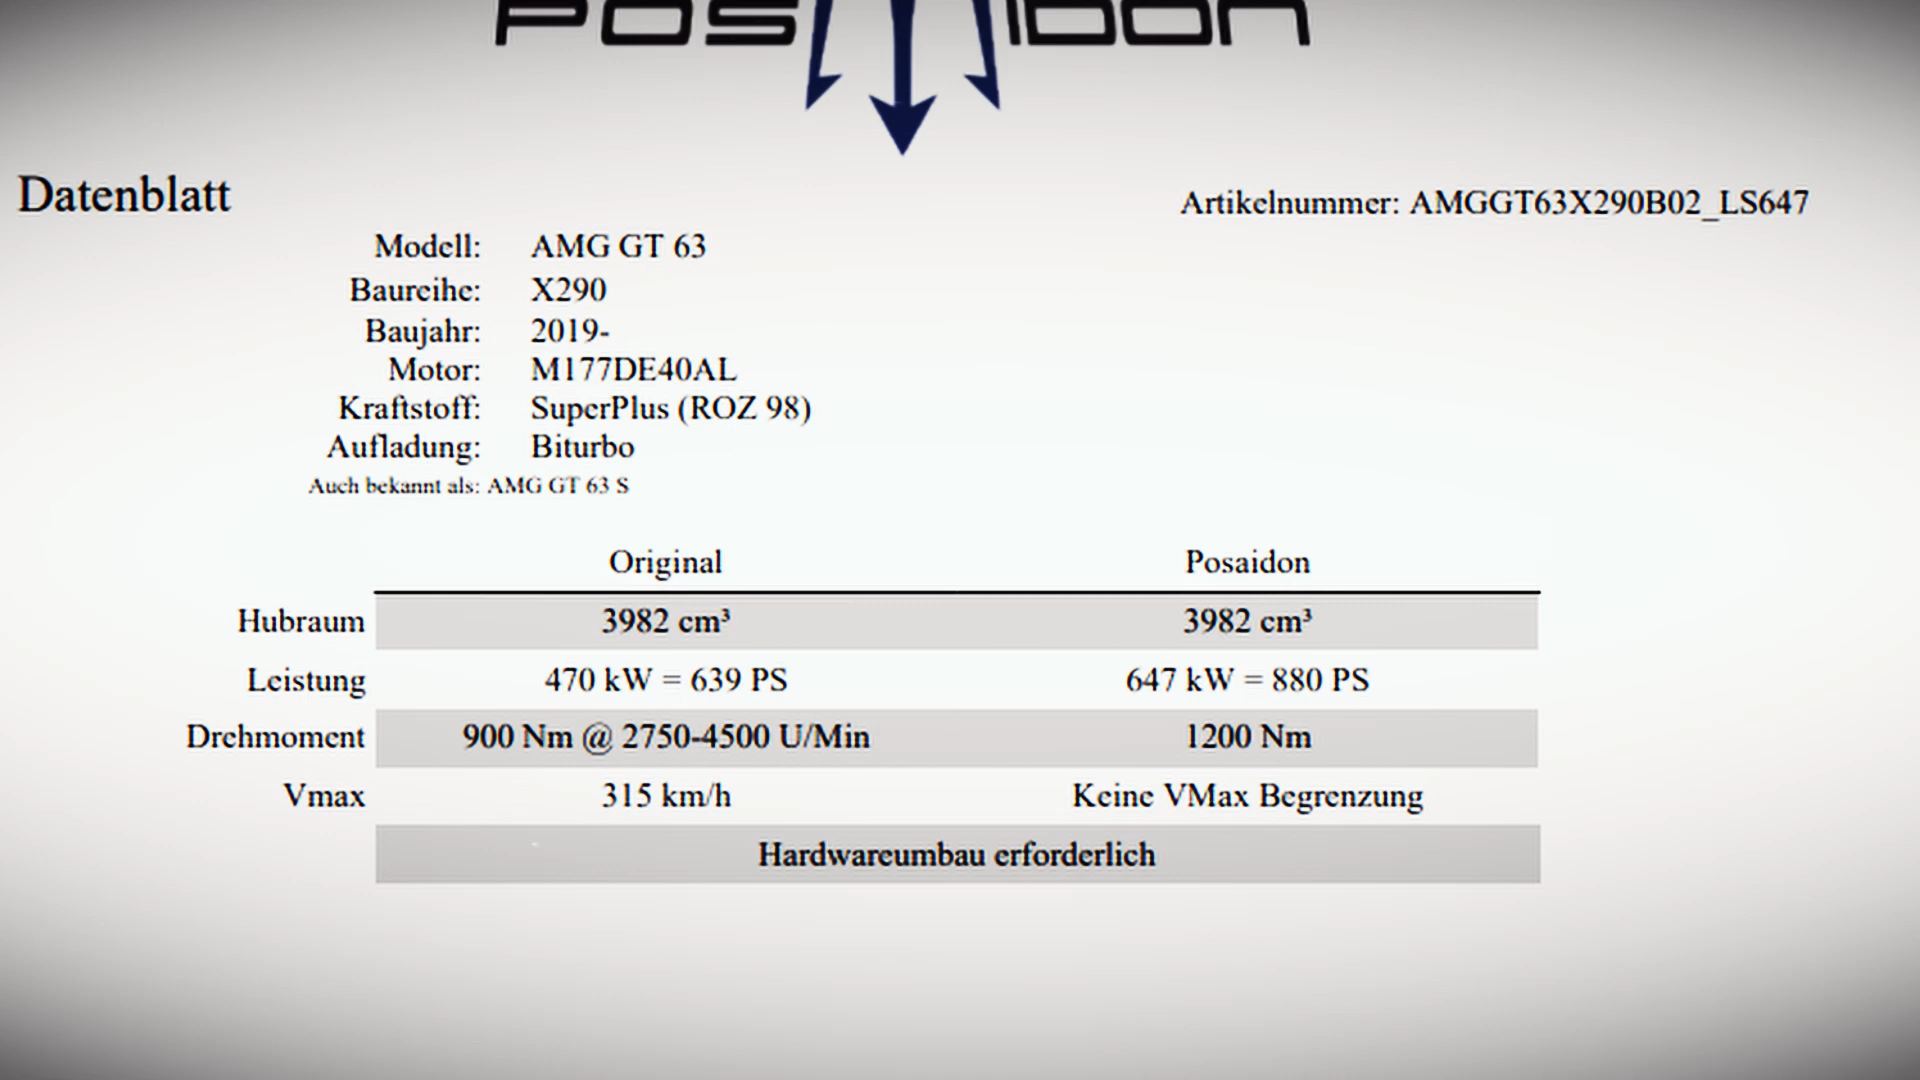 POSAIDON
Datenblatt
Artikelnummer: AMGGT63X290B02_LS647
Modell: AMG GT 63
Baureihe: X290
Baujahr: 2019-
Motor: M177DE40AL
Kraftstoff: SuperPlus (ROZ 98)
Aufladung: Biturbo
Auch bekannt als: AMG GT 63 S
Original Posaidon
Hubraum 3982 cm³ 3982 cm³
Leistung 470 kW = 639 PS 647 kW = 880 PS
Drehmoment 900 Nm @ 2750-4500 U/Min 1200 Nm
Vmax 315 km/h Keine VMax Begrenzung
Hardwareumbau erforderlich